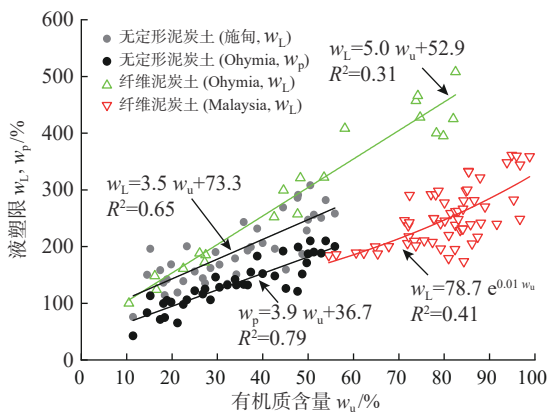 600
500
400
300
200
100
0
液塑限 wL, wp/%
无定形泥炭土 (施甸, wL)
无定形泥炭土 (Ohymia, wp)
纤维泥炭土 (Ohymia, wL)
纤维泥炭土 (Malaysia, wL)
wL=5.0 wu+52.9
R²=0.31
wL=3.5 wu+73.3
R²=0.65
wp=3.9 wu+36.7
R²=0.79
wL=78.7 e^0.01 wu
R²=0.41
0 10 20 30 40 50 60 70 80 90 100
有机质含量 wu/%